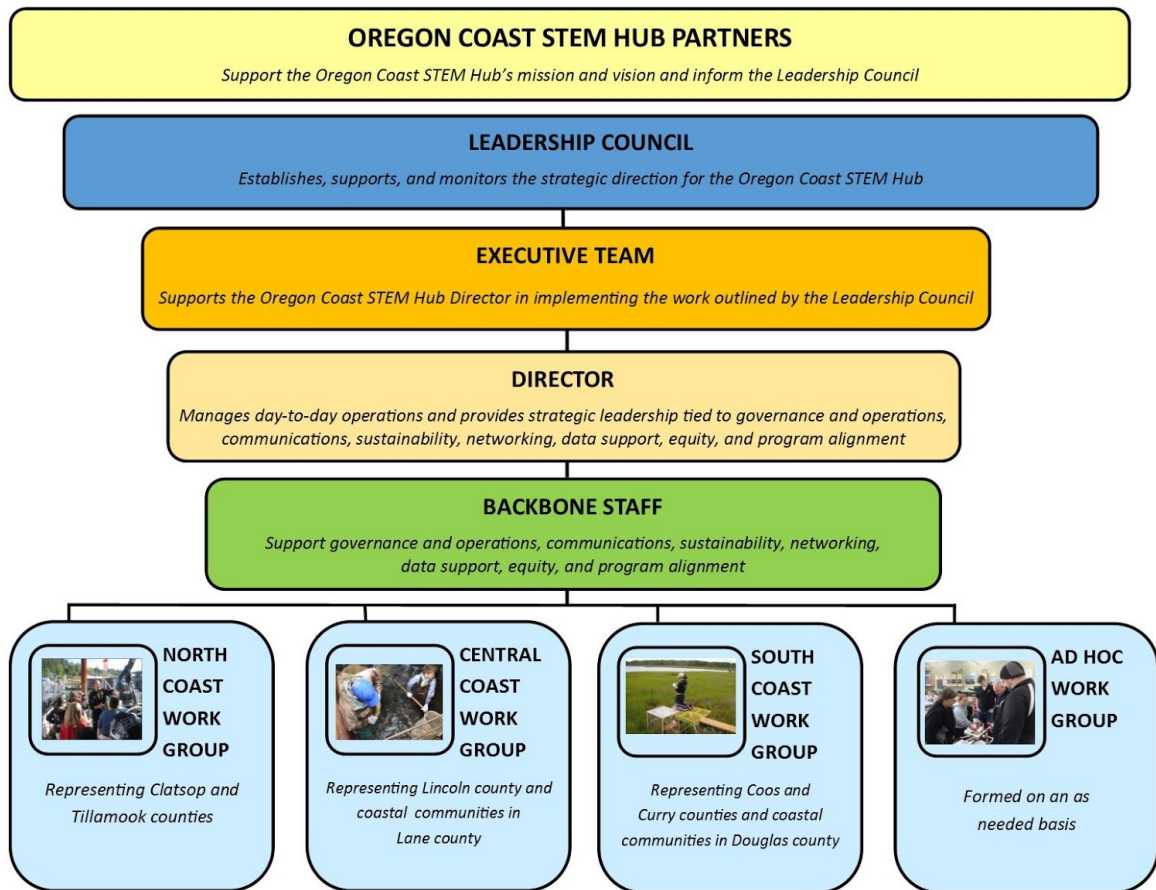 OREGON COAST STEM HUB PARTNERS
Support the Oregon Coast STEM Hub's mission and vision and inform the Leadership Council
LEADERSHIP COUNCIL
Establishes, supports, and monitors the strategic direction for the Oregon Coast STEM Hub
EXECUTIVE TEAM
Supports the Oregon Coast STEM Hub Director in implementing the work outlined by the Leadership Council
DIRECTOR
Manages day-to-day operations and provides strategic leadership tied to governance and operations,
communications, sustainability, networking, data support, equity, and program alignment
BACKBONE STAFF
Support governance and operations, communications, sustainability, networking,
data support, equity, and program alignment
NORTH
COAST
WORK
GROUP
Representing Clatsop and
Tillamook counties
CENTRAL
COAST
WORK
GROUP
Representing Lincoln county and
coastal communities in
Lane county
SOUTH
COAST
WORK
GROUP
Representing Coos and
Curry counties and coastal
communities in Douglas county
AD HOC
WORK
GROUP
Formed on an as
needed basis